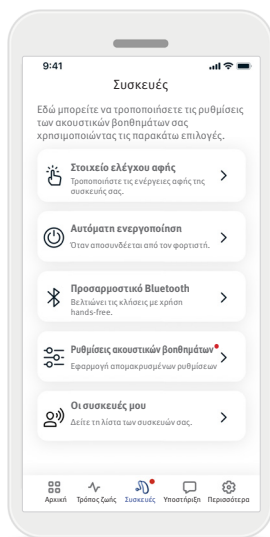 9:41
Συσκευές
Εδώ μπορείτε να τροποποιήσετε τις ρυθμίσεις
των ακουστικών βοηθημάτων σας
χρησιμοποιώντας τις παρακάτω επιλογές.
Στοιχείο ελέγχου αφής
Τροποποιήστε τις ενέργειες αφής της
συσκευής σας.
Αυτόματη ενεργοποίηση
Όταν αποσυνδέεται από τον φορτιστή.
Προσαρμοστικό Bluetooth
Βελτιώνει τις κλήσεις με χρήση
hands-free.
Ρυθμίσεις ακουστικών βοηθημάτων
Εφαρμογή απομακρυσμένων ρυθμίσεων
Οι συσκευές μου
Δείτε τη λίστα των συσκευών σας.
Αρχική Τρόπος ζωής Συσκευές Υποστήριξη Περισσότερα